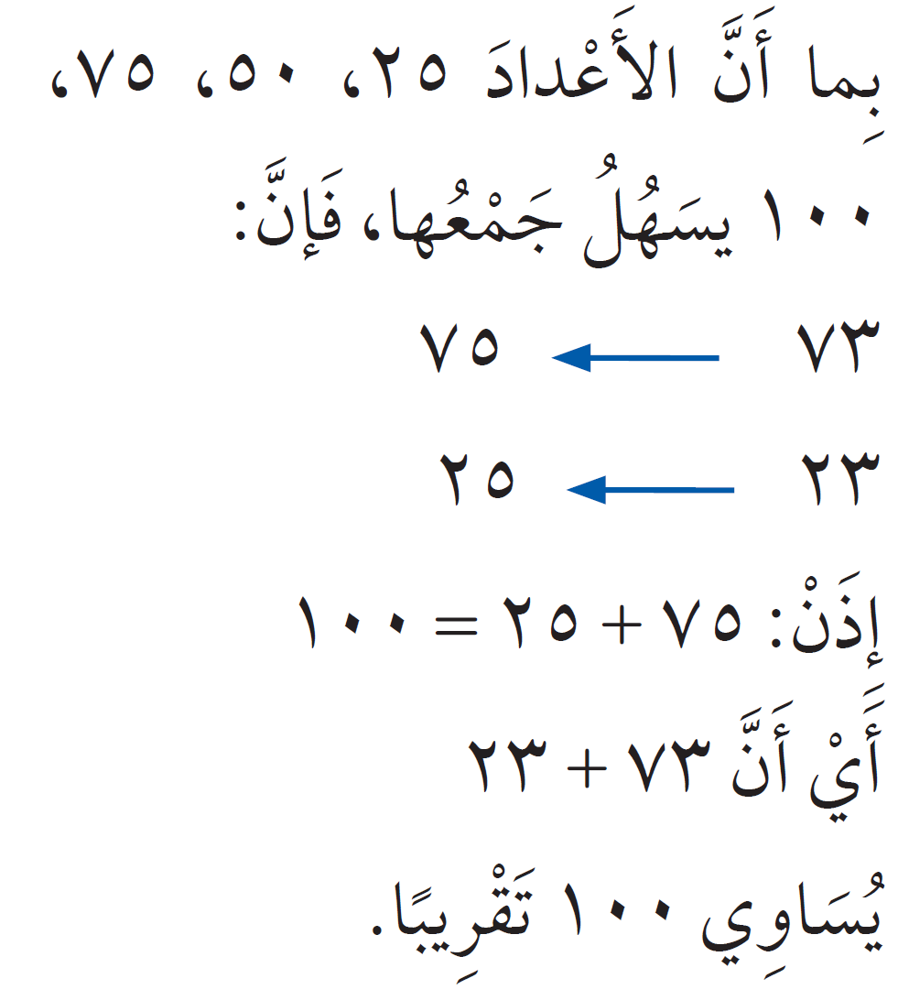 بِما أَنَّ الأَعْدادَ ٢٥، ٥٠، ٧٥،
١٠٠ يسَهُلُ جَمْعُها، فَإِنَّ:
٧٣ ← ٧٥
٢٣ ← ٢٥
إِذَنْ: ٧٥ + ٢٥ = ١٠٠
أَيْ أَنَّ ٧٣ + ٢٣
يُسَاوِي ١٠٠ تَقْرِيبًا.